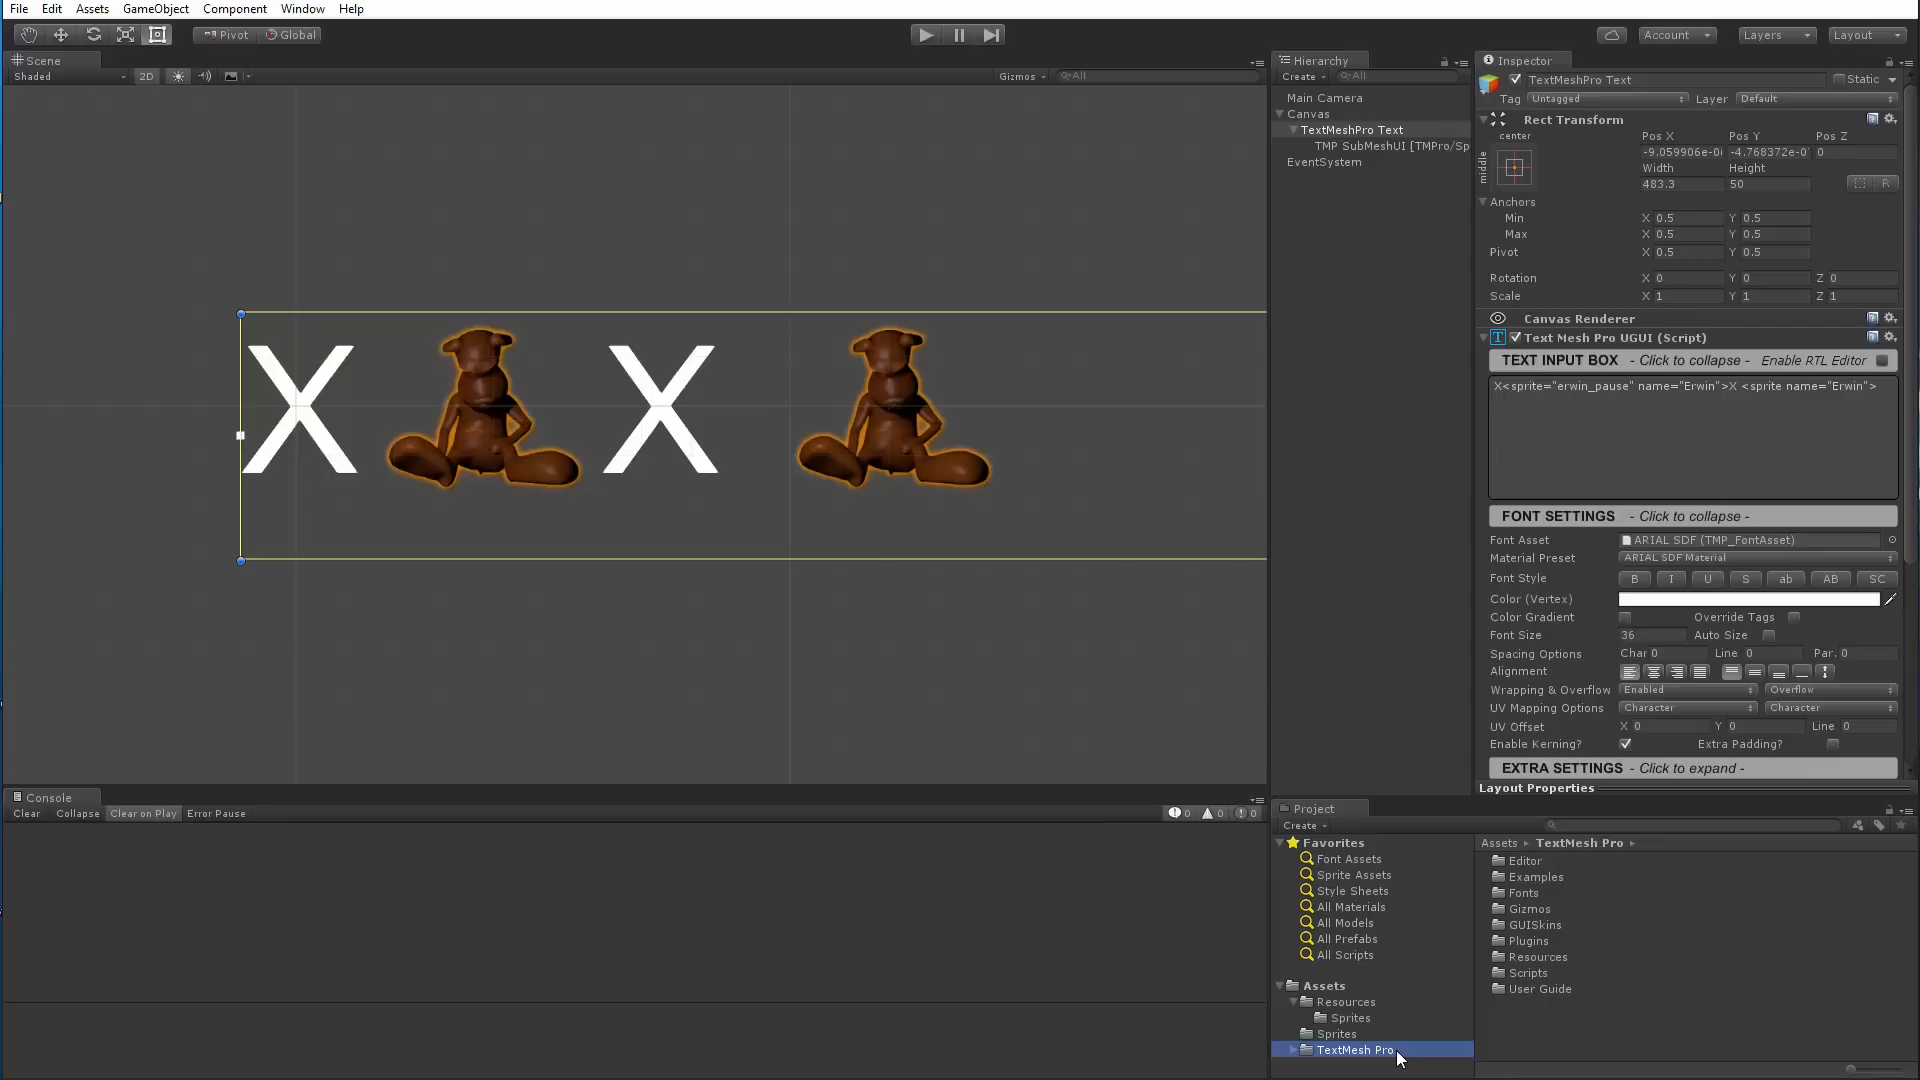 File Edit Assets GameObject Component Window Help
Pivot Global Account Layers Layout
Scene
Shaded 2D Gizmos All
X X
Console
Clear Collapse Clear on Play Error Pause 0 0 0
Hierarchy
Create All
Main Camera
Canvas
TextMeshPro Text
TMP SubMeshUI [TMPro/Sp
EventSystem
Inspector
TextMeshPro Text Static
Tag Untagged Layer Default
Rect Transform
center Pos X Pos Y Pos Z
middle
-9.059906e-0 -4.768372e-0 0
Width Height
483.3 50 R
Anchors
Min X 0.5 Y 0.5
Max X 0.5 Y 0.5
Pivot X 0.5 Y 0.5
Rotation X 0 Y 0 Z 0
Scale X 1 Y 1 Z 1
Canvas Renderer
T Text Mesh Pro UGUI (Script)
TEXT INPUT BOX - Click to collapse - Enable RTL Editor
X<sprite="erwin_pause" name="Erwin">X <sprite name="Erwin">
FONT SETTINGS - Click to collapse -
Font Asset ARIAL SDF (TMP_FontAsset)
Material Preset ARIAL SDF Material
Font Style B I U S ab AB SC
Color (Vertex)
Color Gradient Override Tags
Font Size 36 Auto Size
Spacing Options Char 0 Line 0 Par. 0
Alignment
Wrapping & Overflow Enabled Overflow
UV Mapping Options Character Character
UV Offset X 0 Y 0 Line 0
Enable Kerning? Extra Padding?
EXTRA SETTINGS - Click to expand -
Layout Properties
Project
Create
Favorites
Font Assets
Sprite Assets
Style Sheets
All Materials
All Models
All Prefabs
All Scripts
Assets
Resources
Sprites
Sprites
TextMesh Pro
Assets TextMesh Pro
Editor
Examples
Fonts
Gizmos
GUISkins
Plugins
Resources
Scripts
User Guide